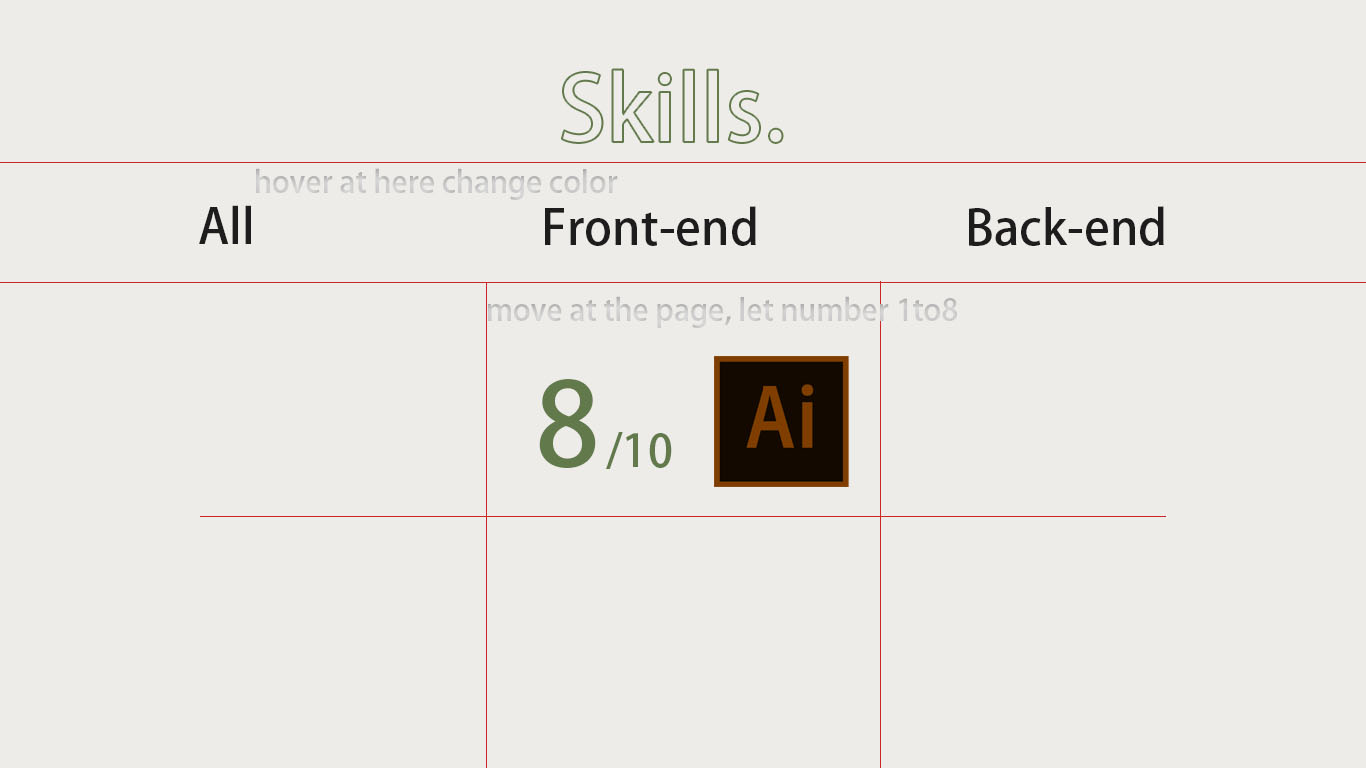 Skills.
hover at here change color
All Front-end Back-end
move at the page, let number 1to8
8/10 Ai